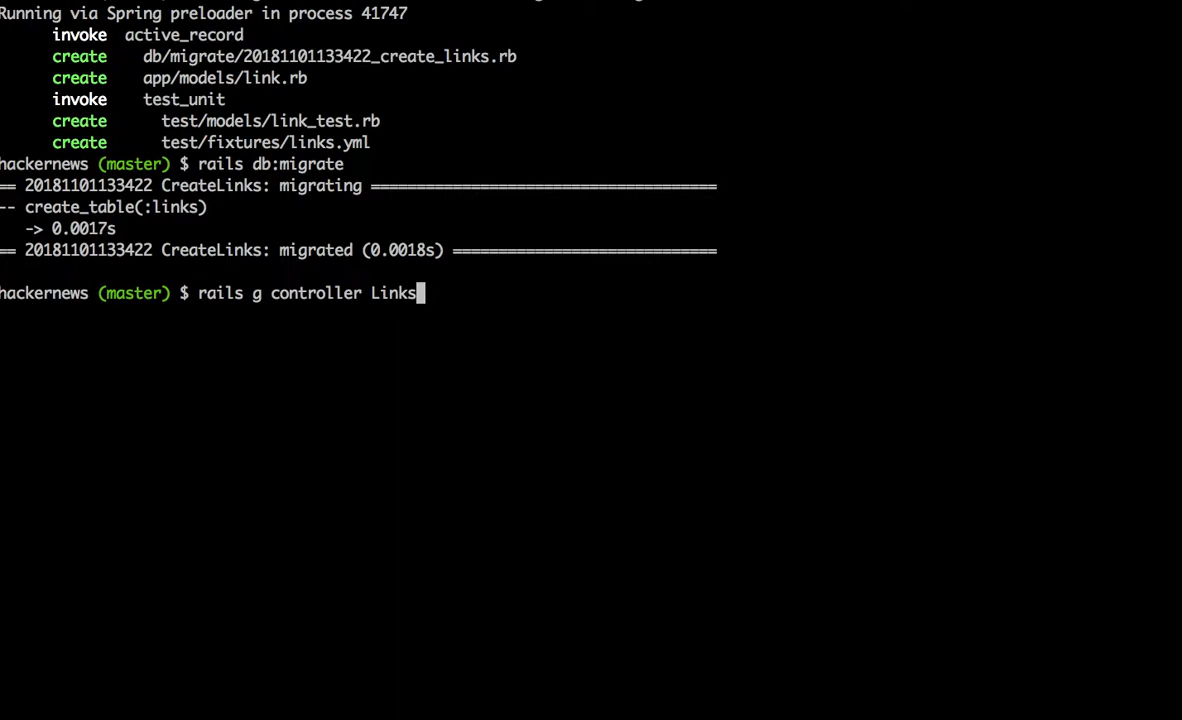 Running via Spring preloader in process 41747
invoke active_record
create db/migrate/20181101133422_create_links.rb
create app/models/link.rb
invoke test_unit
create test/models/link_test.rb
create test/fixtures/links.yml
hackernews (master) $ rails db:migrate
== 20181101133422 CreateLinks: migrating ======================================
-- create_table(:links)
-> 0.0017s
== 20181101133422 CreateLinks: migrated (0.0018s) =============================
hackernews (master) $ rails g controller Links